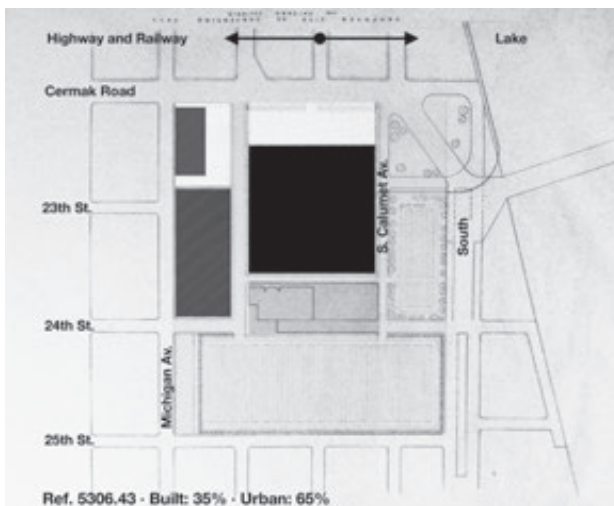 Highway and Railway
Lake
Cermak Road
23th St.
S. Calumet Av.
South
24th St.
Michigan Av.
25th St.
Ref. 5306.43 · Built: 35% · Urban: 65%